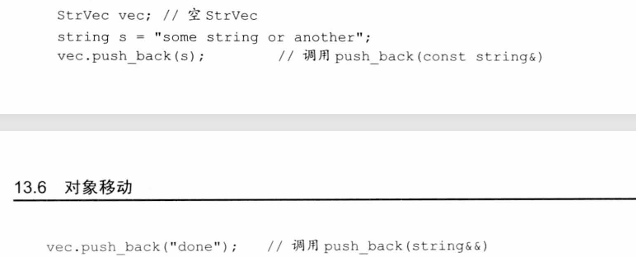 StrVec vec; // 空 StrVec
string s = "some string or another";
vec.push_back(s); // 调用 push_back(const string&)
13.6 对象移动
vec.push_back("done"); // 调用 push_back(string&&)